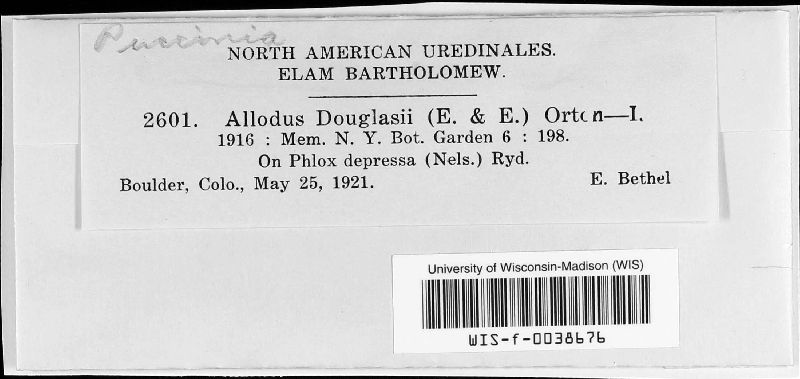 Puccinia
NORTH AMERICAN UREDINALES.
ELAM BARTHOLOMEW.
2601. Allodus Douglasii (E. & E.) Orton—I.
1916 : Mem. N. Y. Bot. Garden 6 : 198.
On Phlox depressa (Nels.) Ryd.
Boulder, Colo., May 25, 1921. E. Bethel
University of Wisconsin-Madison (WIS)
WIS-f-0038676